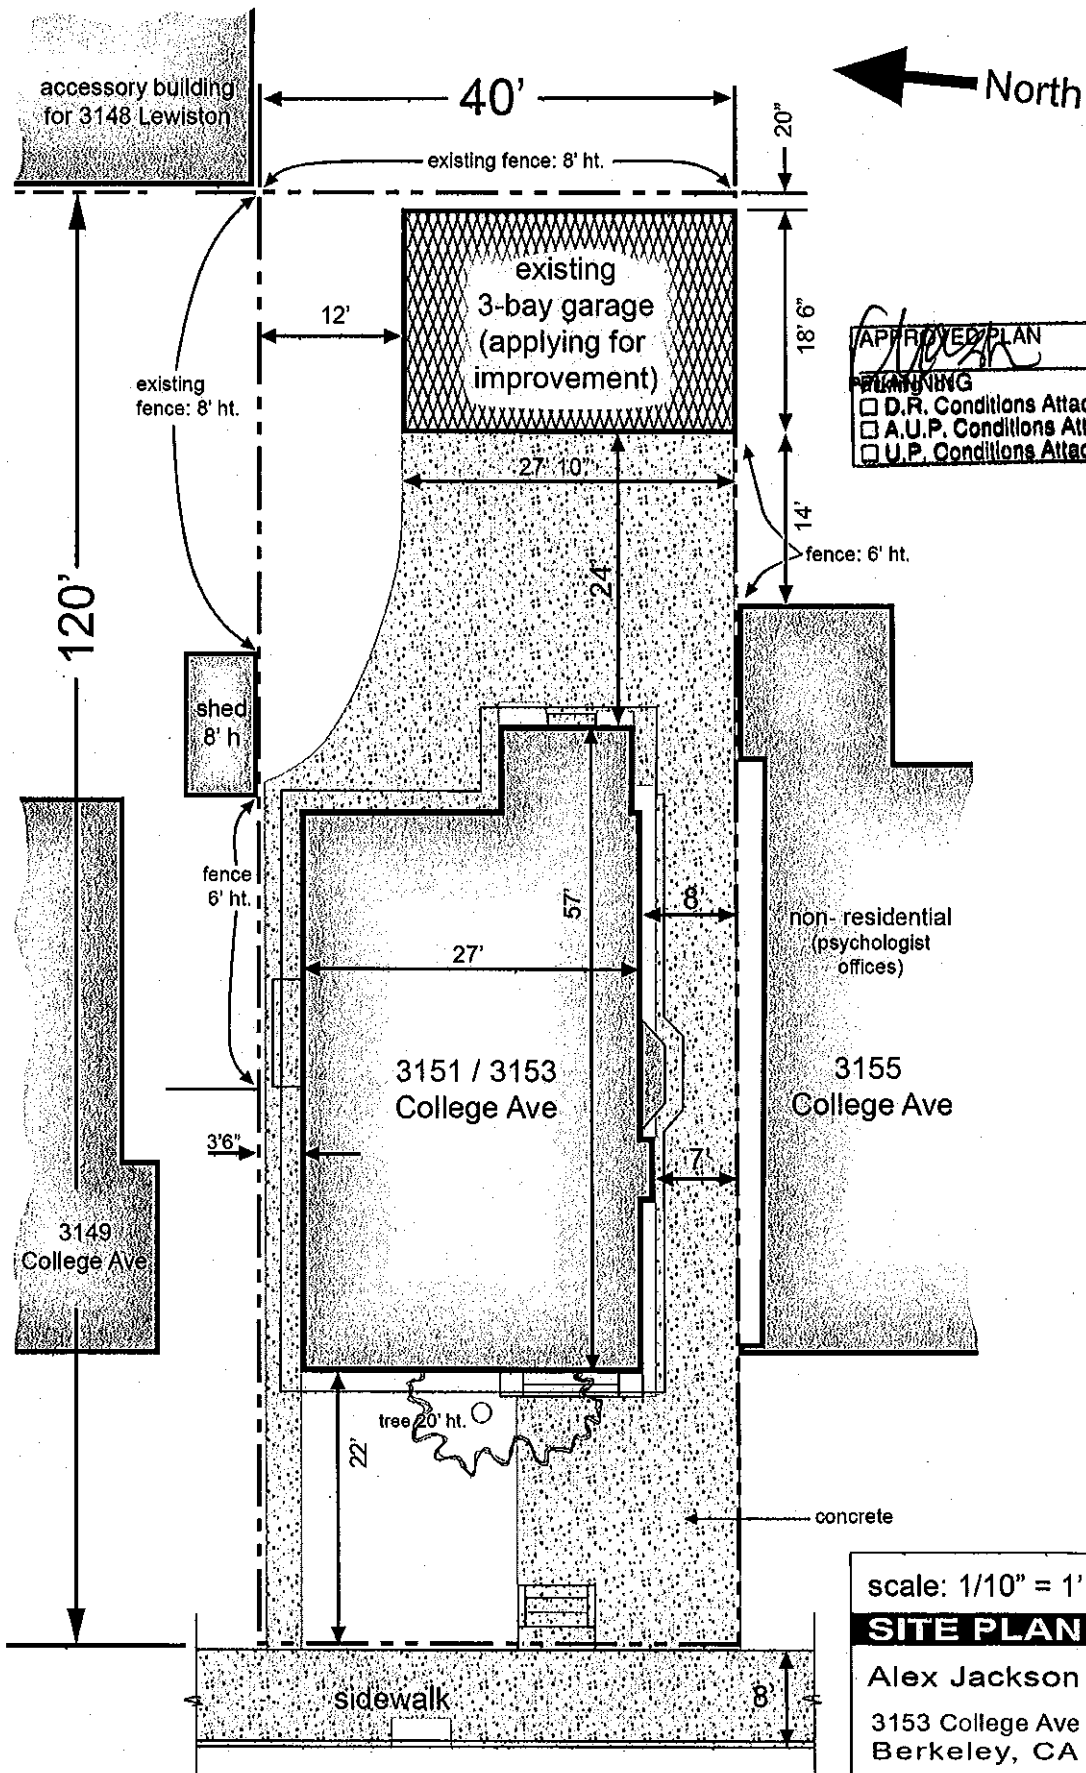 accessory building
for 3148 Lewiston
40'
North
20"
existing fence: 8' ht.
existing
3-bay garage
(applying for
improvement)
12'
18' 6"
existing
fence: 8' ht.
APPROVED PLAN
PLANNING
□ D.R. Conditions Attac
□ A.U.P. Conditions Att
□ U.P. Conditions Attac
27' 10"
14'
fence: 6' ht.
24'
120'
shed
8' h
fence
6' ht.
57'
8'
27'
non- residential
(psychologist
offices)
3151 / 3153
College Ave
3155
College Ave
3'6"
7'
3149
College Ave
tree 20' ht.
22'
concrete
scale: 1/10" = 1'
SITE PLAN
Alex Jackson
3153 College Ave
Berkeley, CA
sidewalk
8'